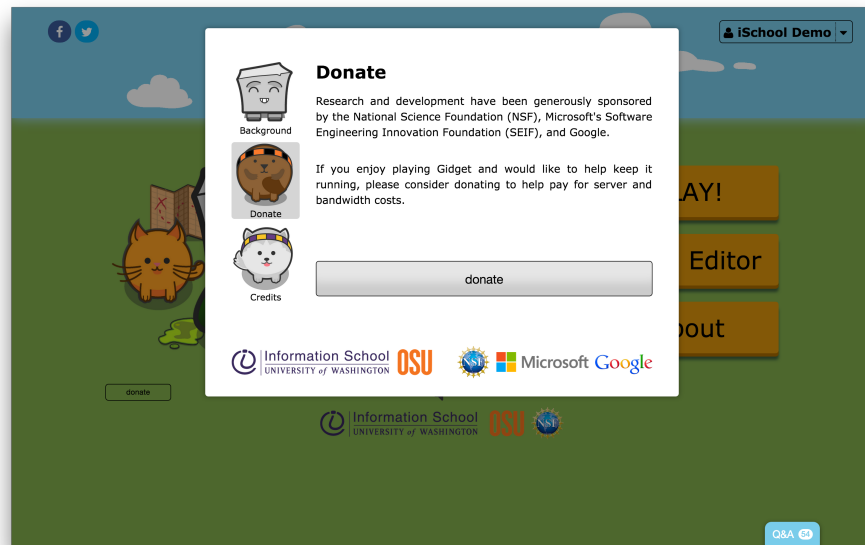 iSchool Demo
Donate
Research and development have been generously sponsored
by the National Science Foundation (NSF), Microsoft's Software
Engineering Innovation Foundation (SEIF), and Google.
If you enjoy playing Gidget and would like to help keep it
running, please consider donating to help pay for server and
bandwidth costs.
Background
Donate
Credits
donate
Information School
UNIVERSITY of WASHINGTON
OSU
NSF
Microsoft
Google
AY!
Editor
bout
donate
Information School
UNIVERSITY of WASHINGTON
OSU
NSF
Q&A 54